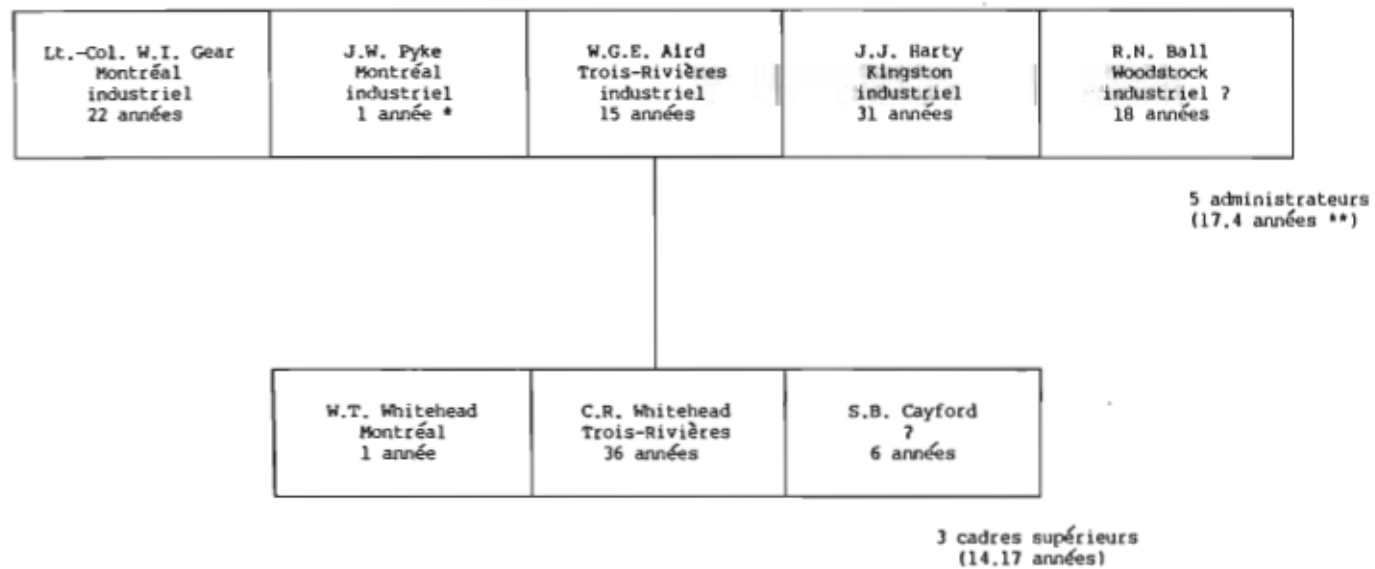 Lt.-Col. W.I. Gear
Montréal
industriel
22 années
J.W. Pyke
Montréal
industriel
1 année *
W.G.E. Aird
Trois-Rivières
industriel
15 années
J.J. Harty
Kingston
industriel
31 années
R.N. Ball
Woodstock
industriel ?
18 années
5 administrateurs
(17.4 années **)
W.T. Whitehead
Montréal
1 année
C.R. Whitehead
Trois-Rivières
36 années
S.B. Cayford
?
6 années
3 cadres supérieurs
(14.17 années)